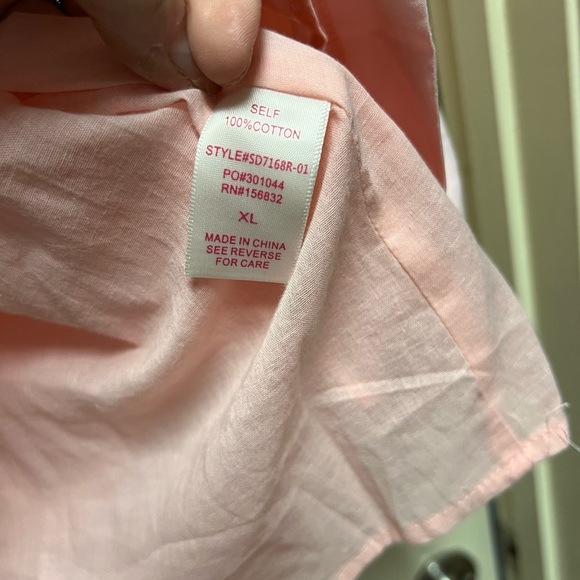 SELF
100%COTTON
STYLE#SD7168R-01
PO#301044
RN#156832
XL
MADE IN CHINA
SEE REVERSE
FOR CARE